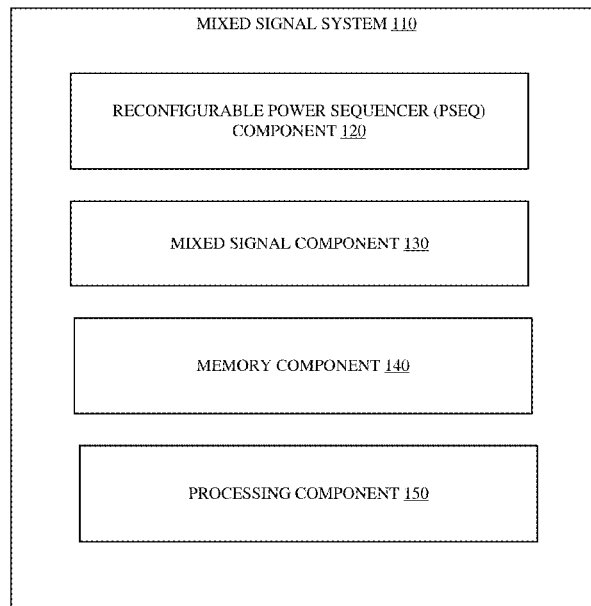 MIXED SIGNAL SYSTEM 110
RECONFIGURABLE POWER SEQUENCER (PSEQ)
COMPONENT 120
MIXED SIGNAL COMPONENT 130
MEMORY COMPONENT 140
PROCESSING COMPONENT 150